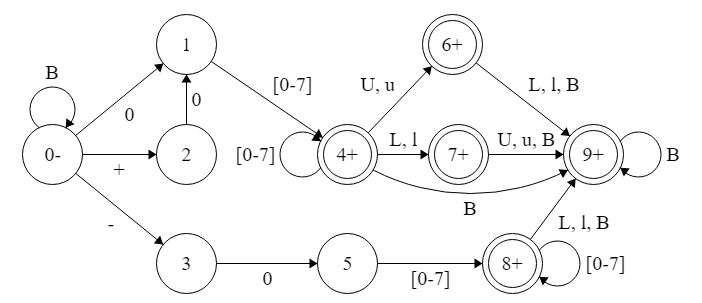 1
6+
B
0
[0-7]
U, u
L, l, B
0
0-
+
2
[0-7]
4+
L, l
7+
U, u, B
9+
B
B
-
L, l, B
3
0
5
[0-7]
8+
[0-7]